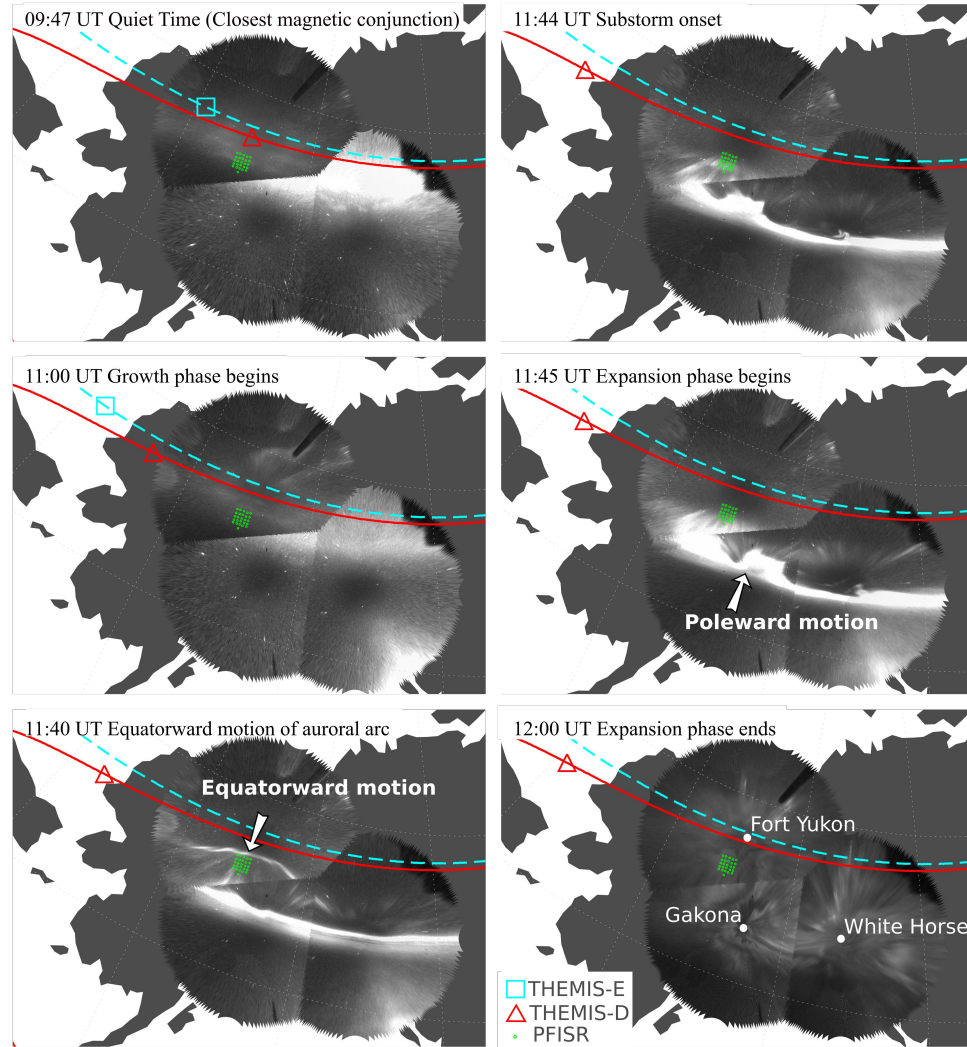 09:47 UT Quiet Time (Closest magnetic conjunction)
11:44 UT Substorm onset
11:00 UT Growth phase begins
11:45 UT Expansion phase begins
Poleward motion
11:40 UT Equatorward motion of auroral arc
Equatorward motion
12:00 UT Expansion phase ends
Fort Yukon
Gakona
White Horse
THEMIS-E
THEMIS-D
PFISR